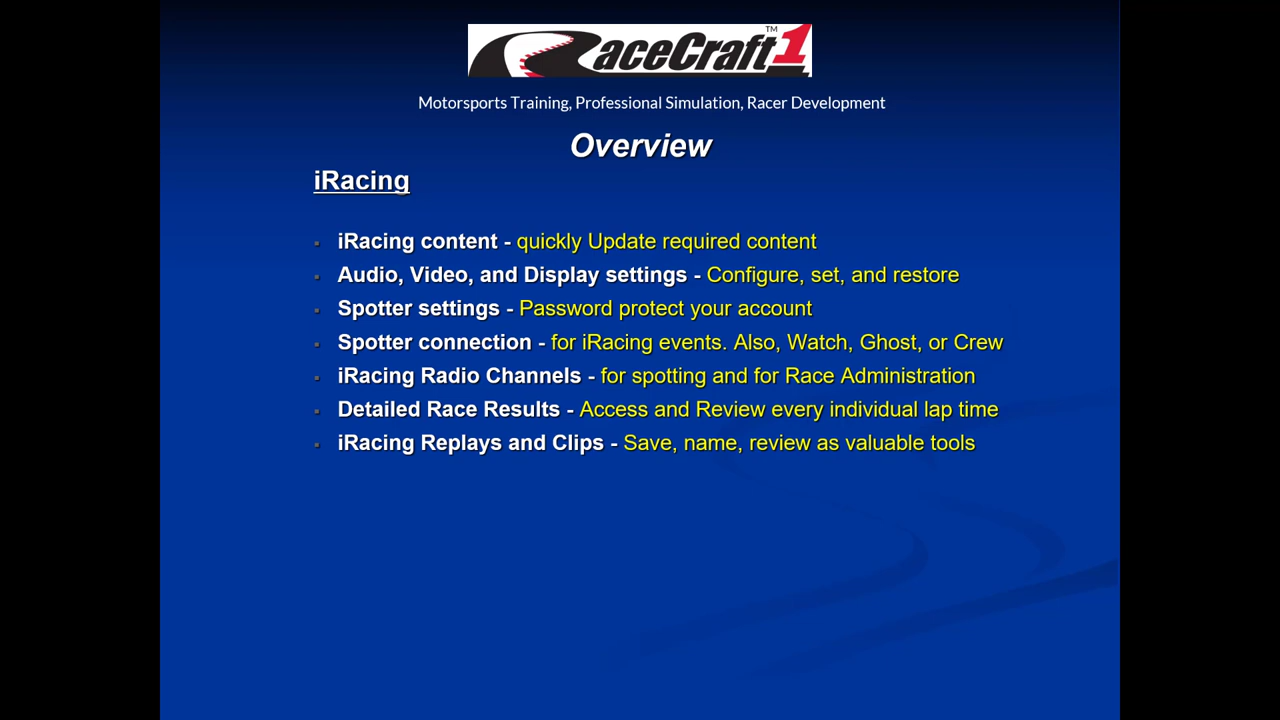 RaceCraft1™
Motorsports Training, Professional Simulation, Racer Development
Overview
iRacing
▪ iRacing content - quickly Update required content
▪ Audio, Video, and Display settings - Configure, set, and restore
▪ Spotter settings - Password protect your account
▪ Spotter connection - for iRacing events. Also, Watch, Ghost, or Crew
▪ iRacing Radio Channels - for spotting and for Race Administration
▪ Detailed Race Results - Access and Review every individual lap time
▪ iRacing Replays and Clips - Save, name, review as valuable tools